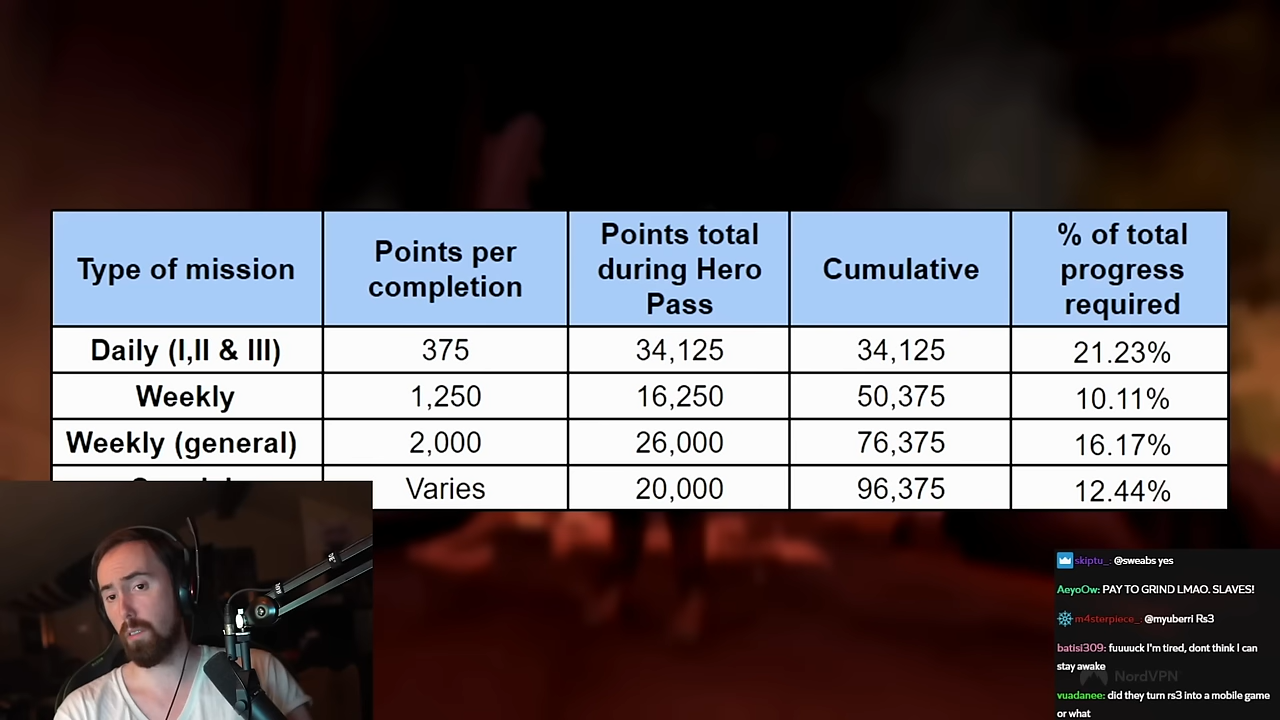 Type of mission
Points per
completion
Points total
during Hero
Pass
Cumulative
% of total
progress
required
Daily (I,II & III) 375 34,125 34,125 21.23%
Weekly 1,250 16,250 50,375 10.11%
Weekly (general) 2,000 26,000 76,375 16.17%
Varies 20,000 96,375 12.44%
skiptu_: @sweabs yes
AeyoOw: PAY TO GRIND LMAO. SLAVES!
m4sterpiece_: @myuberri Rs3
batisi309: fuuuuck I'm tired, dont think I can
stay awake
NordVPN
vuadanee: did they turn rs3 into a mobile game
or what